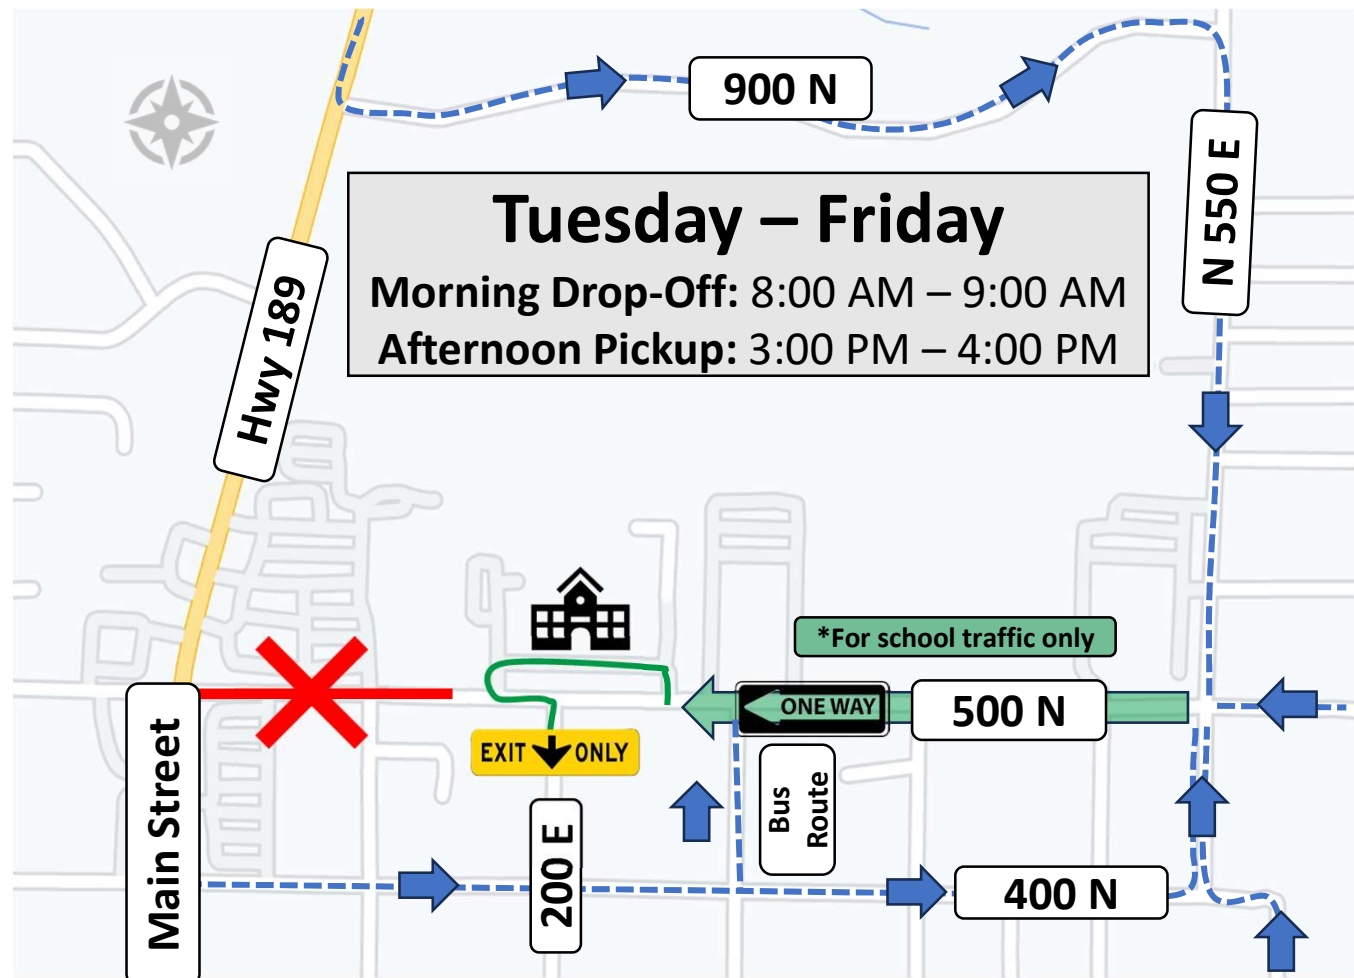 900 N
N 550 E
Tuesday – Friday
Morning Drop-Off: 8:00 AM – 9:00 AM
Afternoon Pickup: 3:00 PM – 4:00 PM
Hwy 189
*For school traffic only
ONE WAY
500 N
EXIT ONLY
Main Street
Bus
Route
200 E
400 N